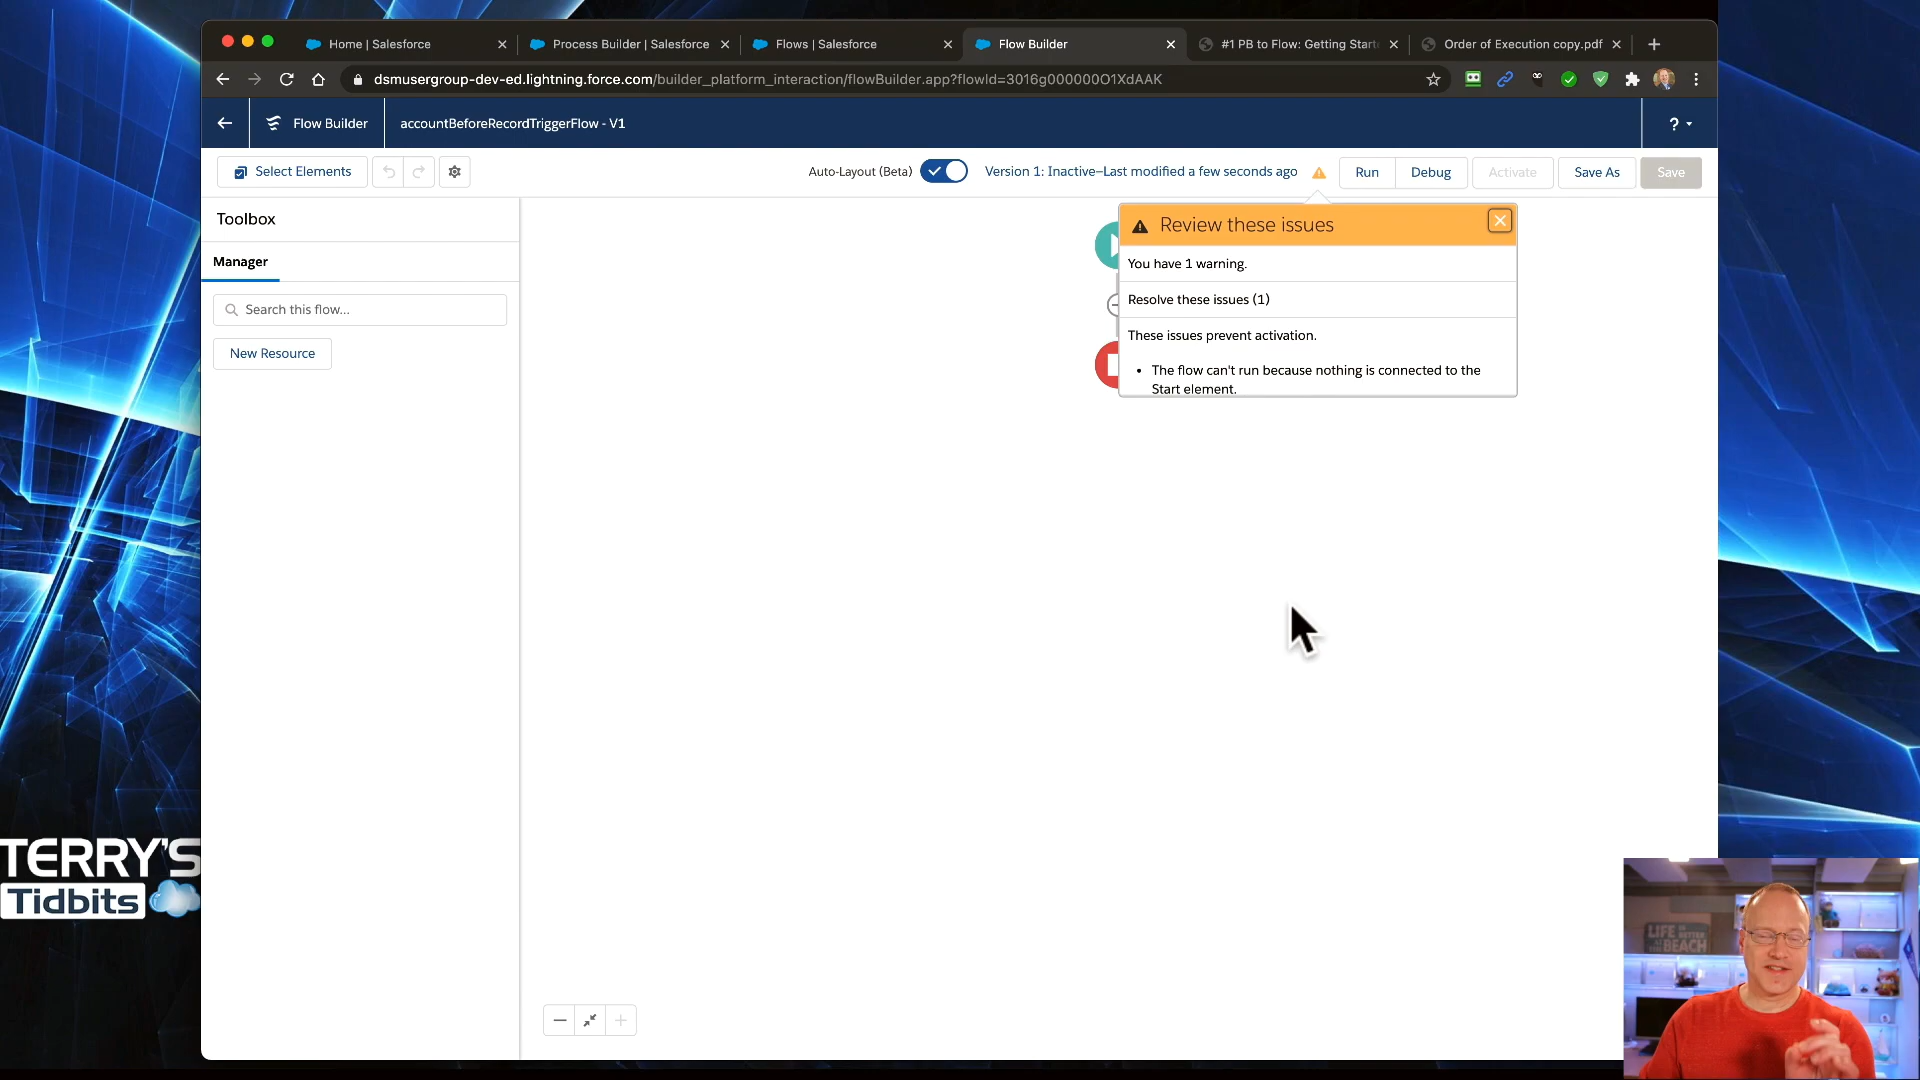 Home | Salesforce
Process Builder | Salesforce
Flows | Salesforce
Flow Builder
#1 PB to Flow: Getting Start
Order of Execution copy.pdf
dsmusergroup-dev-ed.lightning.force.com/builder_platform_interaction/flowBuilder.app?flowId=3016g000000O1XdAAK
Flow Builder
accountBeforeRecordTriggerFlow - V1
?
Select Elements
Auto-Layout (Beta)
Version 1: Inactive—Last modified a few seconds ago
Run
Debug
Activate
Save As
Save
Toolbox
Manager
Search this flow...
New Resource
Review these issues
You have 1 warning.
Resolve these issues (1)
These issues prevent activation.
• The flow can't run because nothing is connected to the
Start element.
TERRY'S
Tidbits
LIFE IS
BETTER
AT THE
BEACH